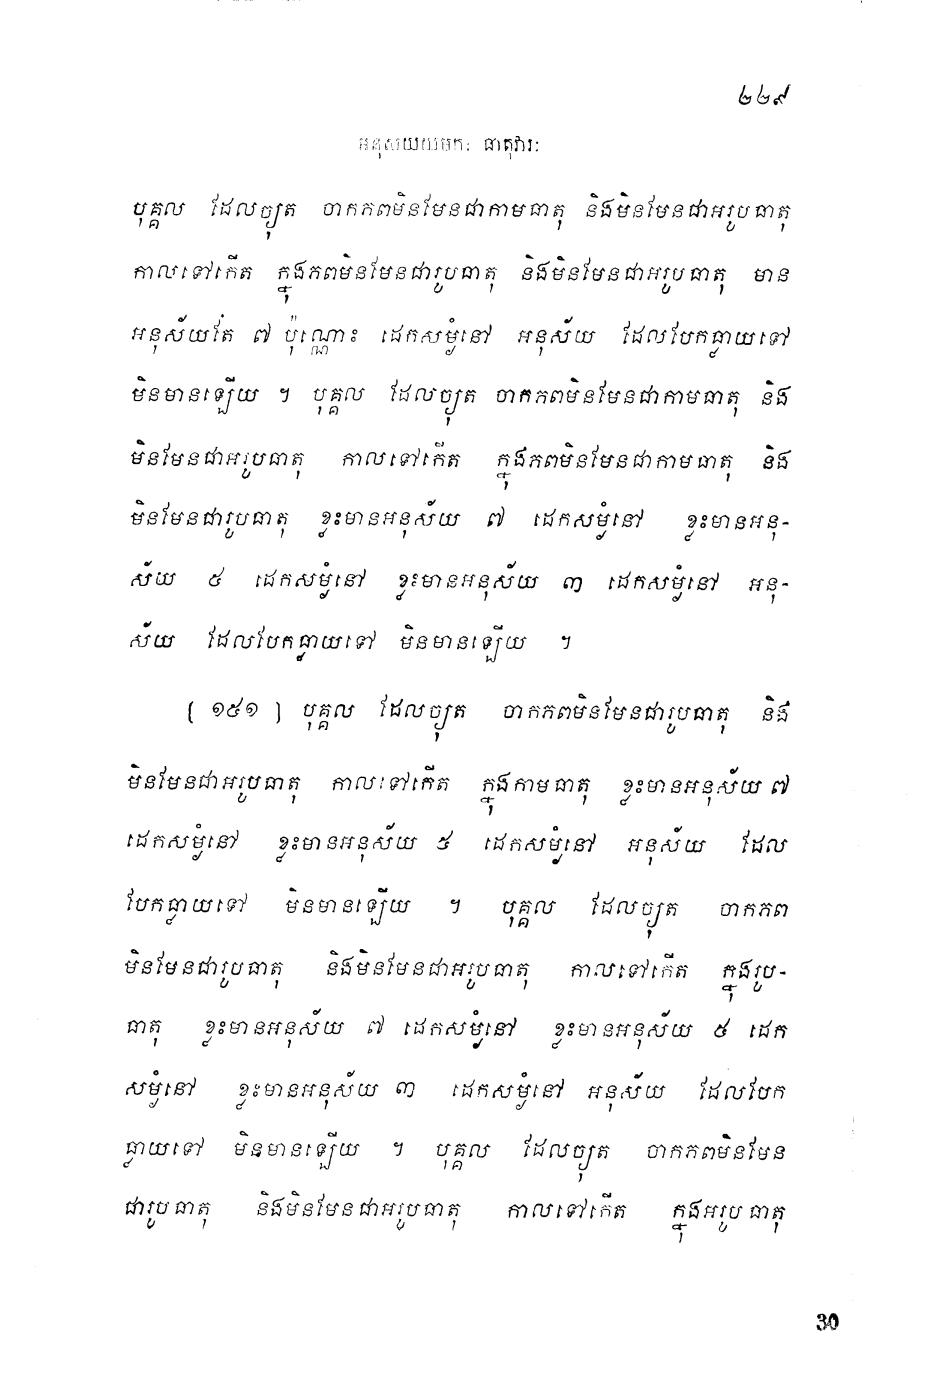 ២២៩
អនុសយយមកៈ ធាតុវារៈ
បុគ្គល ដែលច្យុត ចាកភពមិនមែនជាកាមធាតុ និងមិនមែនជាអរូបធាតុ
កាលទៅកើត ក្នុងភពមិនមែនជារូបធាតុ និងមិនមែនជាអរូបធាតុ មាន
អនុស័យតែ ៧ ប៉ុណ្ណោះ ដេកសម្ងំនៅ អនុស័យ ដែលបែកធ្លាយទៅ
មិនមានឡើយ ។ បុគ្គល ដែលច្យុត ចាកភពមិនមែនជាកាមធាតុ និង
មិនមែនជាអរូបធាតុ កាលទៅកើត ក្នុងភពមិនមែនជាកាមធាតុ និង
មិនមែនជារូបធាតុ ខ្លះមានអនុស័យ ៧ ដេកសម្ងំនៅ ខ្លះមានអនុ-
ស័យ ៥ ដេកសម្ងំនៅ ខ្លះមានអនុស័យ ៣ ដេកសម្ងំនៅ អនុ-
ស័យ ដែលបែកធ្លាយទៅ មិនមានឡើយ ។
[ ១៥១ ] បុគ្គល ដែលច្យុត ចាកភពមិនមែនជារូបធាតុ និង
មិនមែនជាអរូបធាតុ កាលទៅកើត ក្នុងកាមធាតុ ខ្លះមានអនុស័យ ៧
ដេកសម្ងំនៅ ខ្លះមានអនុស័យ ៥ ដេកសម្ងំនៅ អនុស័យ ដែល
បែកធ្លាយទៅ មិនមានឡើយ ។ បុគ្គល ដែលច្យុត ចាកភព
មិនមែនជារូបធាតុ និងមិនមែនជាអរូបធាតុ កាលទៅកើត ក្នុងរូប-
ធាតុ ខ្លះមានអនុស័យ ៧ ដេកសម្ងំនៅ ខ្លះមានអនុស័យ ៥ ដេក
សម្ងំនៅ ខ្លះមានអនុស័យ ៣ ដេកសម្ងំនៅ អនុស័យ ដែលបែក
ធ្លាយទៅ មិនមានឡើយ ។ បុគ្គល ដែលច្យុត ចាកភពមិនមែន
ជារូបធាតុ និងមិនមែនជាអរូបធាតុ កាលទៅកើត ក្នុងអរូបធាតុ
30